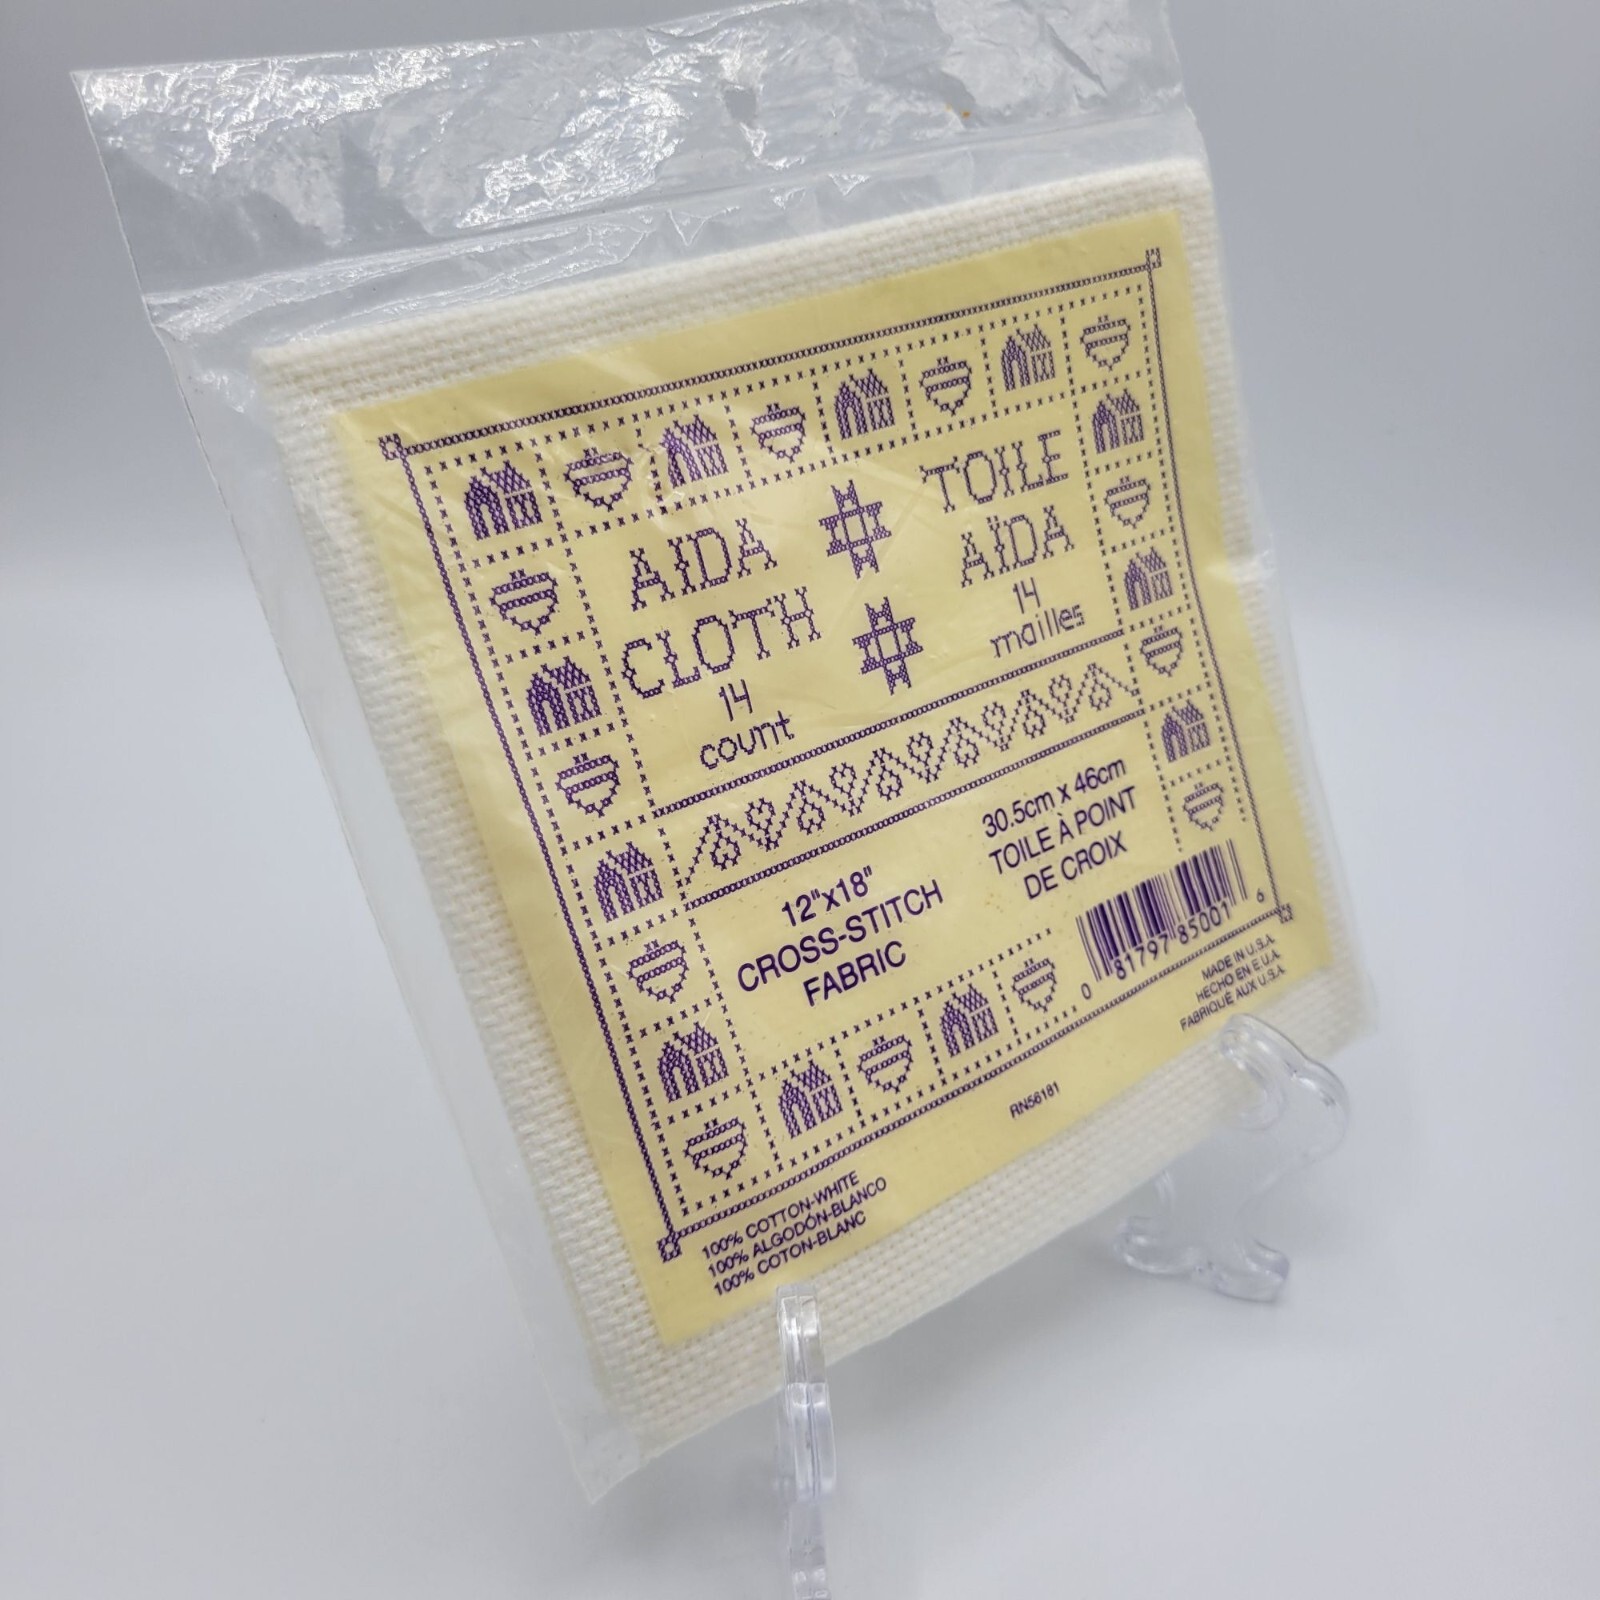 AIDA
CLOTH
14
count
TOILE
AÏDA
14
mailles
12"x18"
CROSS-STITCH
FABRIC
30.5cm x 46cm
TOILE À POINT
DE CROIX
0 81797 85001 6
MADE IN U.S.A.
HECHO EN E.U.A.
FABRIQUÉ AUX U.S.A.
RN56181
100% COTTON-WHITE
100% ALGODÓN-BLANCO
100% COTON-BLANC